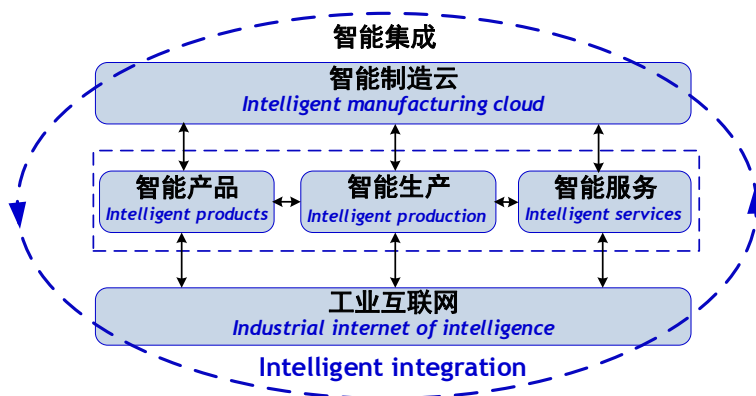 智能集成
智能制造云
Intelligent manufacturing cloud
智能产品
Intelligent products
智能生产
Intelligent production
智能服务
Intelligent services
工业互联网
Industrial internet of intelligence
Intelligent integration